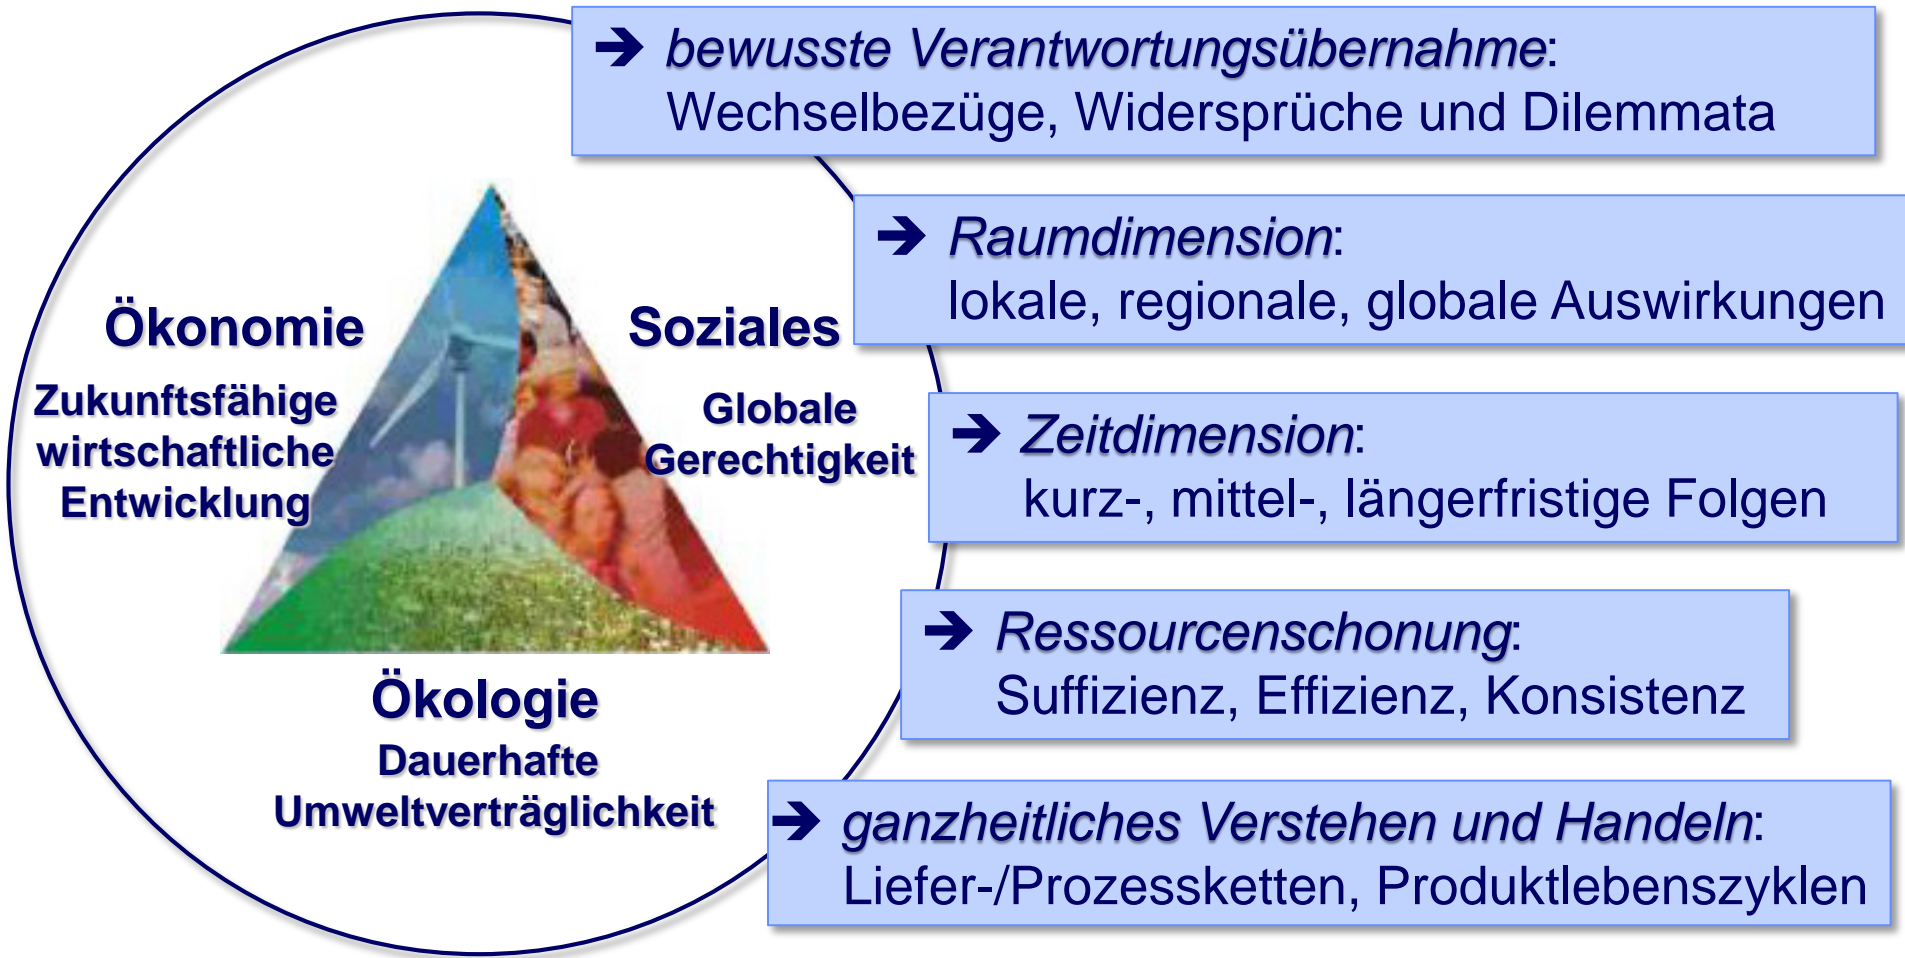 ➔ bewusste Verantwortungsübernahme:
Wechselbezüge, Widersprüche und Dilemmata
➔ Raumdimension:
lokale, regionale, globale Auswirkungen
Ökonomie
Zukunftsfähige
wirtschaftliche
Entwicklung
Soziales
Globale
Gerechtigkeit
➔ Zeitdimension:
kurz-, mittel-, längerfristige Folgen
➔ Ressourcenschonung:
Suffizienz, Effizienz, Konsistenz
Ökologie
Dauerhafte
Umweltverträglichkeit
➔ ganzheitliches Verstehen und Handeln:
Liefer-/Prozessketten, Produktlebenszyklen